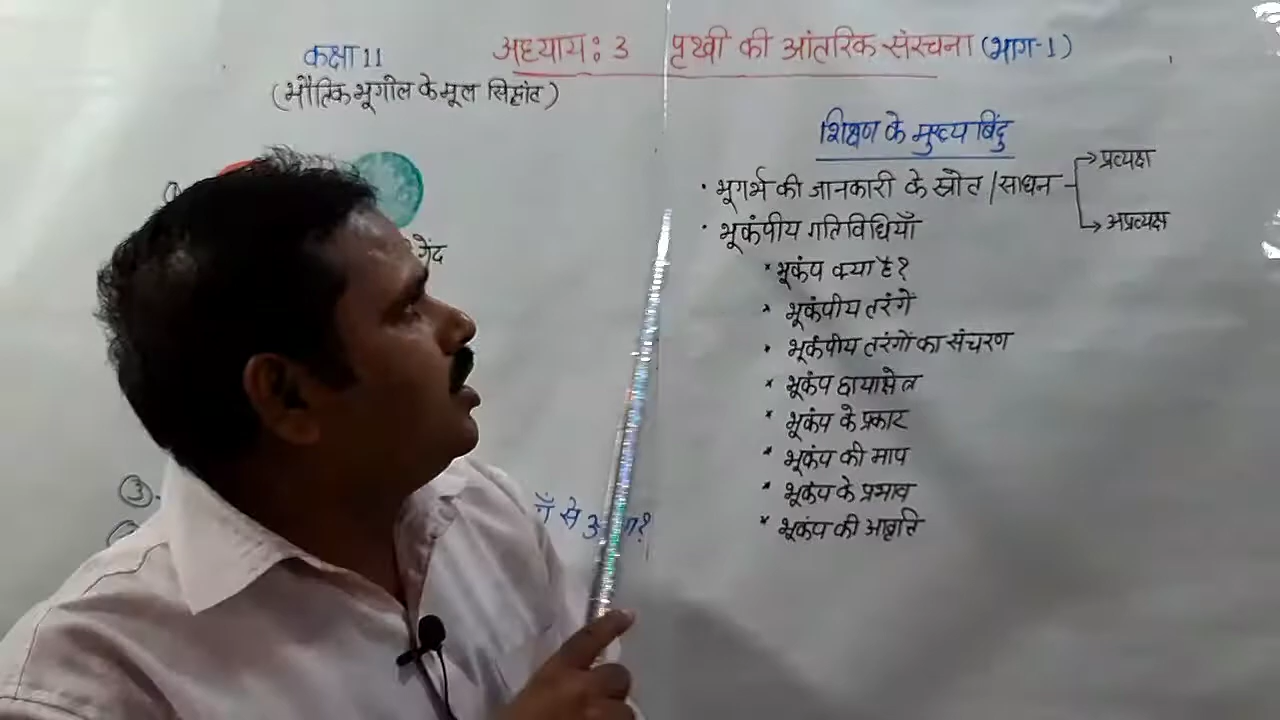 कक्षा 11
(भौतिक भूगोल के मूल सिद्धांत)
अध्याय: 3 पृथ्वी की आंतरिक संरचना (भाग-1)
शिक्षण के मुख्य बिंदु
• भूगर्भ की जानकारी के स्रोत / साधन
→ प्रत्यक्ष
→ अप्रत्यक्ष
• भूकंपीय गतिविधियाँ
* भूकंप क्या है?
* भूकंपीय तरंगें
* भूकंपीय तरंगों का संचरण
* भूकंप छायाक्षेत्र
* भूकंप के प्रकार
* भूकंप की माप
* भूकंप के प्रभाव
* भूकंप की आवृत्ति
गेंद
③.
से